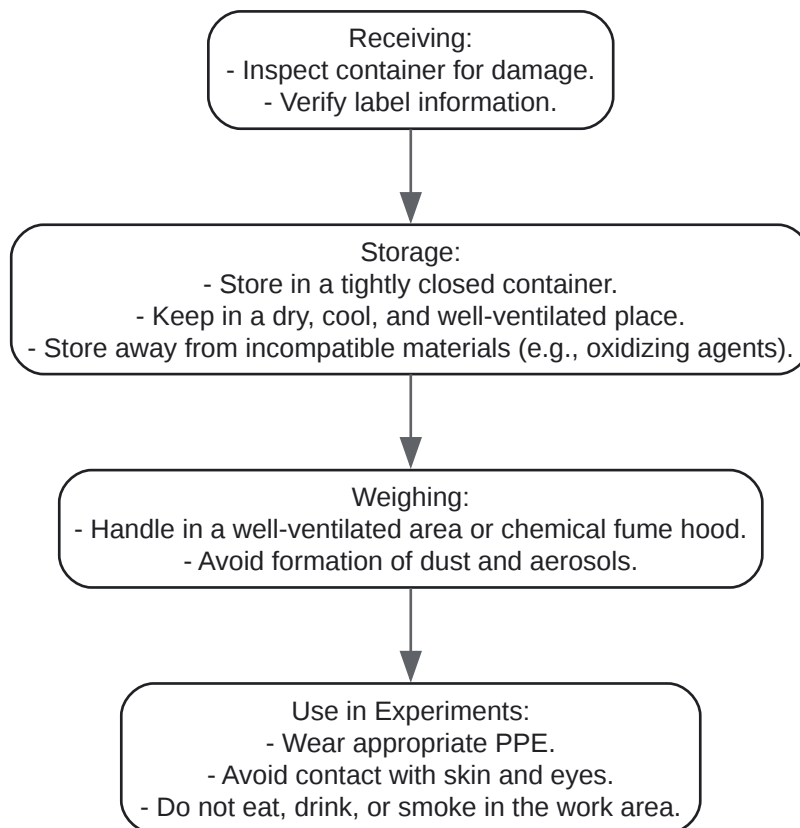 Receiving:
- Inspect container for damage.
- Verify label information.
Storage:
- Store in a tightly closed container.
- Keep in a dry, cool, and well-ventilated place.
- Store away from incompatible materials (e.g., oxidizing agents).
Weighing:
- Handle in a well-ventilated area or chemical fume hood.
- Avoid formation of dust and aerosols.
Use in Experiments:
- Wear appropriate PPE.
- Avoid contact with skin and eyes.
- Do not eat, drink, or smoke in the work area.